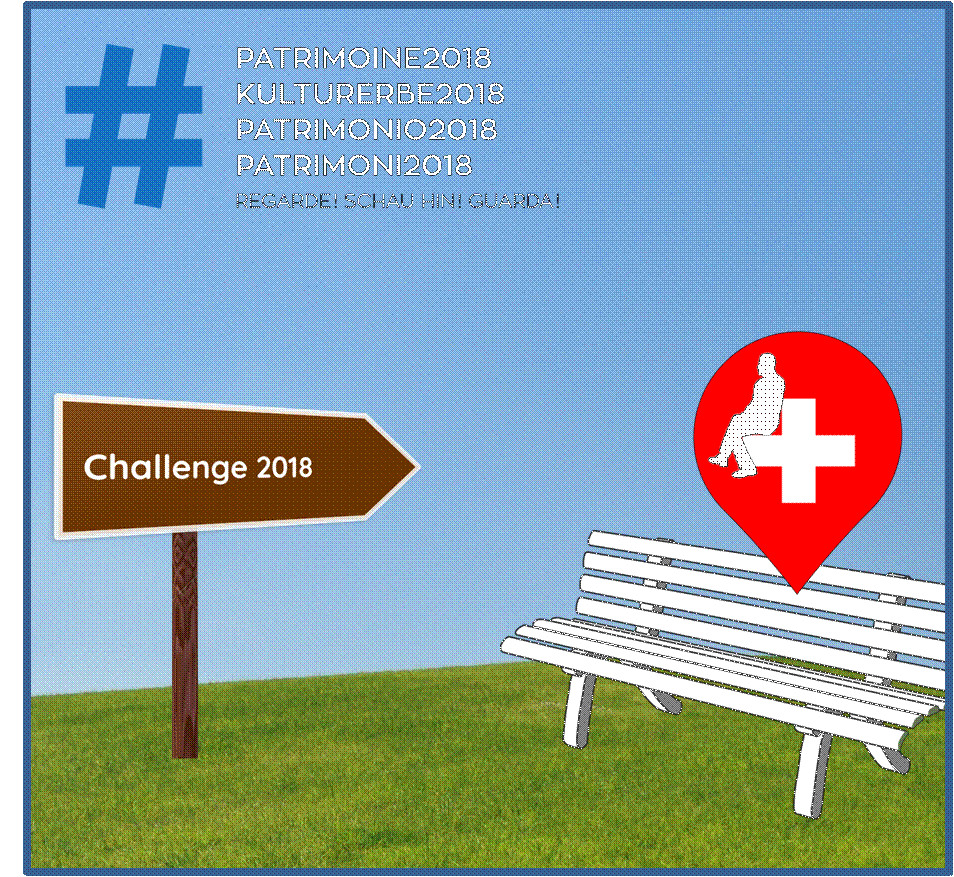 # PATRIMOINE2018
KULTURERBE2018
PATRIMONIO2018
PATRIMONI2018
REGARDE! SCHAU HIN! GUARDA!
Challenge 2018